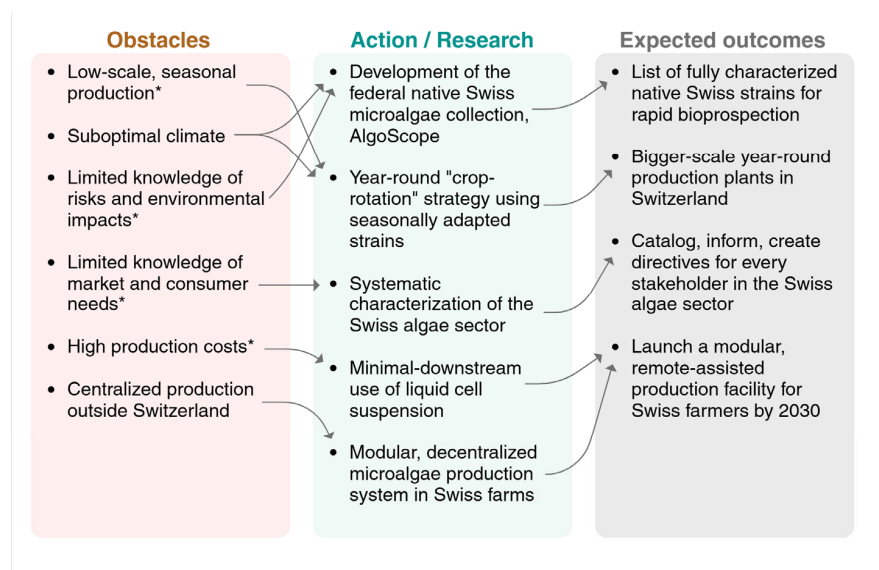 Obstacles
• Low-scale, seasonal
production*
• Suboptimal climate
• Limited knowledge of
risks and environmental
impacts*
• Limited knowledge of
market and consumer
needs*
• High production costs*
• Centralized production
outside Switzerland
Action / Research
• Development of the
federal native Swiss
microalgae collection,
AlgoScope
• Year-round "crop-
rotation" strategy using
seasonally adapted
strains
• Systematic
characterization of the
Swiss algae sector
• Minimal-downstream
use of liquid cell
suspension
• Modular, decentralized
microalgae production
system in Swiss farms
Expected outcomes
• List of fully characterized
native Swiss strains for
rapid bioprospection
• Bigger-scale year-round
production plants in
Switzerland
• Catalog, inform, create
directives for every
stakeholder in the Swiss
algae sector
• Launch a modular,
remote-assisted
production facility for
Swiss farmers by 2030